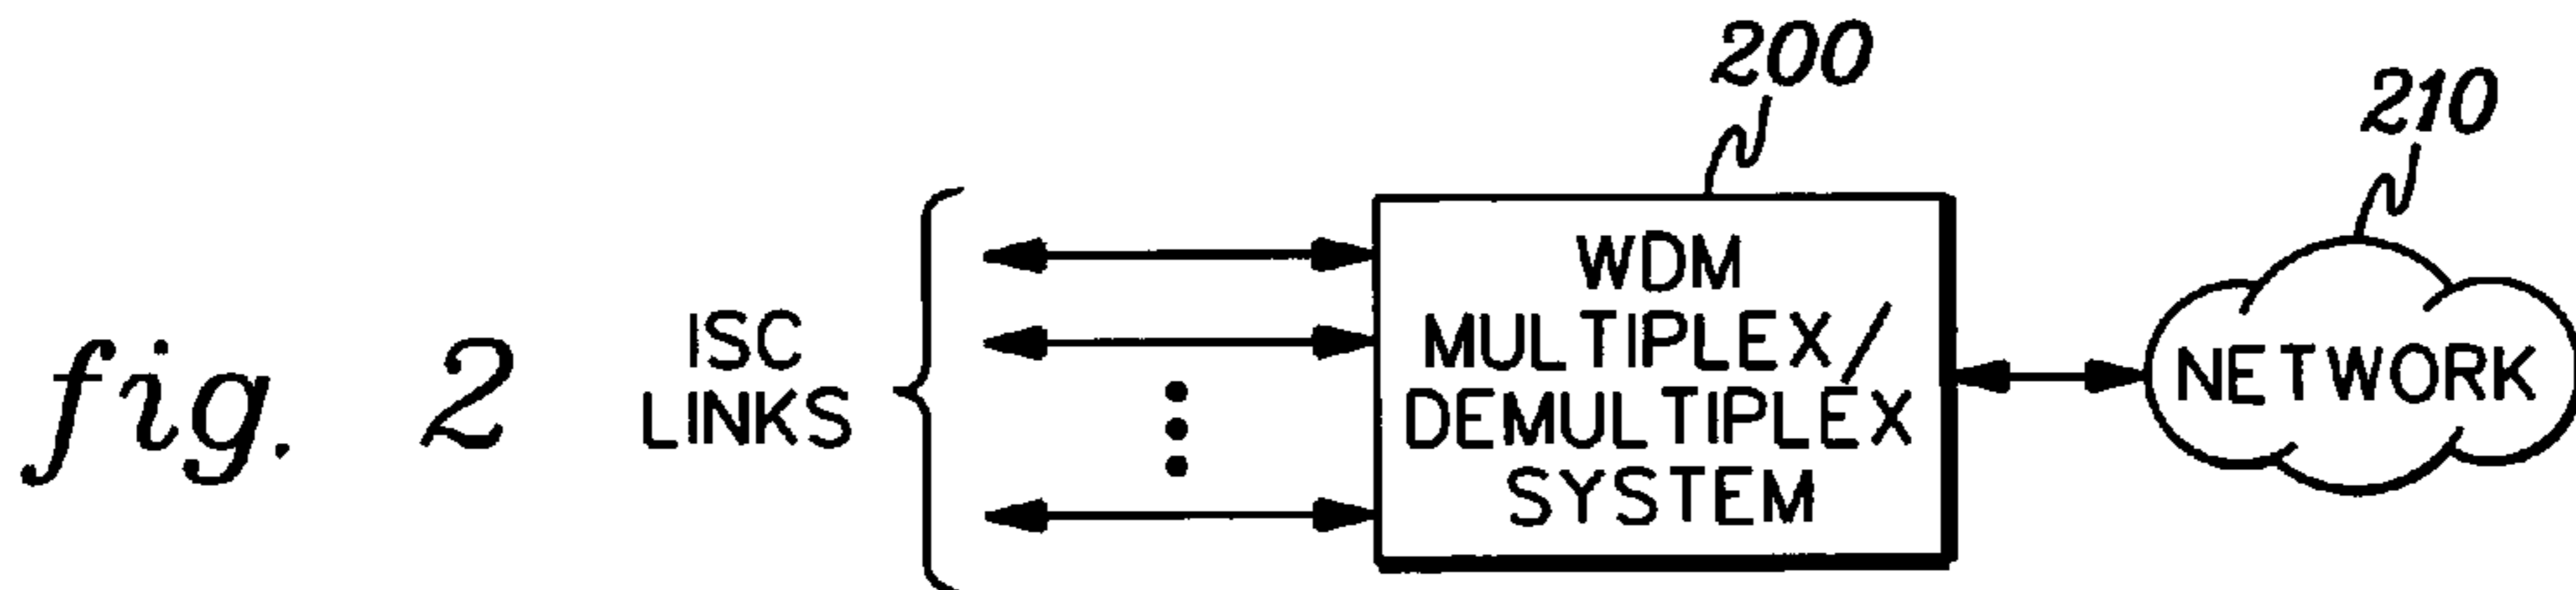 fig. 2
ISC
LINKS
200
WDM
MULTIPLEX/
DEMULTIPLEX
SYSTEM
210
NETWORK